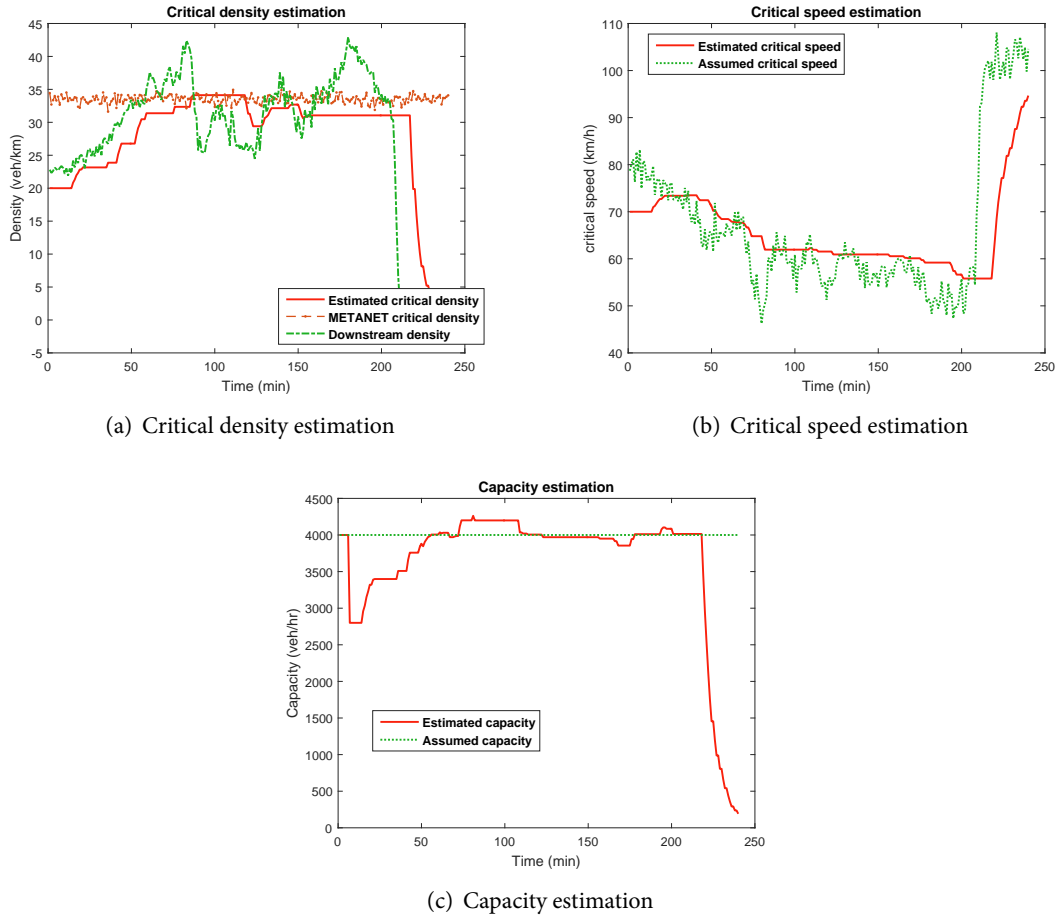 Critical density estimation
45
40
35
30
25
20
15
10
5
0
-5
Density (veh/km)
Estimated critical density
METANET critical density
Downstream density
0 50 100 150 200 250
Time (min)
(a) Critical density estimation
Critical speed estimation
110
100
90
80
70
60
50
40
critical speed (km/h)
Estimated critical speed
Assumed critical speed
0 50 100 150 200 250
Time (min)
(b) Critical speed estimation
Capacity estimation
4500
4000
3500
3000
2500
2000
1500
1000
500
0
Capacity (veh/hr)
Estimated capacity
Assumed capacity
0 50 100 150 200 250
Time (min)
(c) Capacity estimation